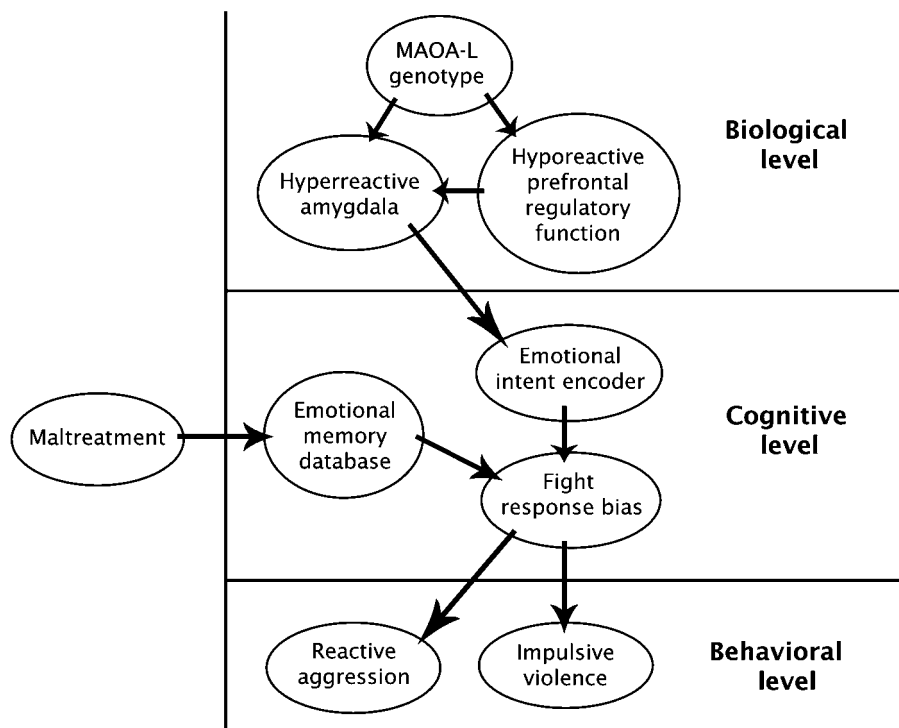 MAOA-L
genotype
Biological
level
Hyperreactive
amygdala
Hyporeactive
prefrontal
regulatory
function
Emotional
intent encoder
Maltreatment
Emotional
memory
database
Cognitive
level
Fight
response bias
Reactive
aggression
Impulsive
violence
Behavioral
level